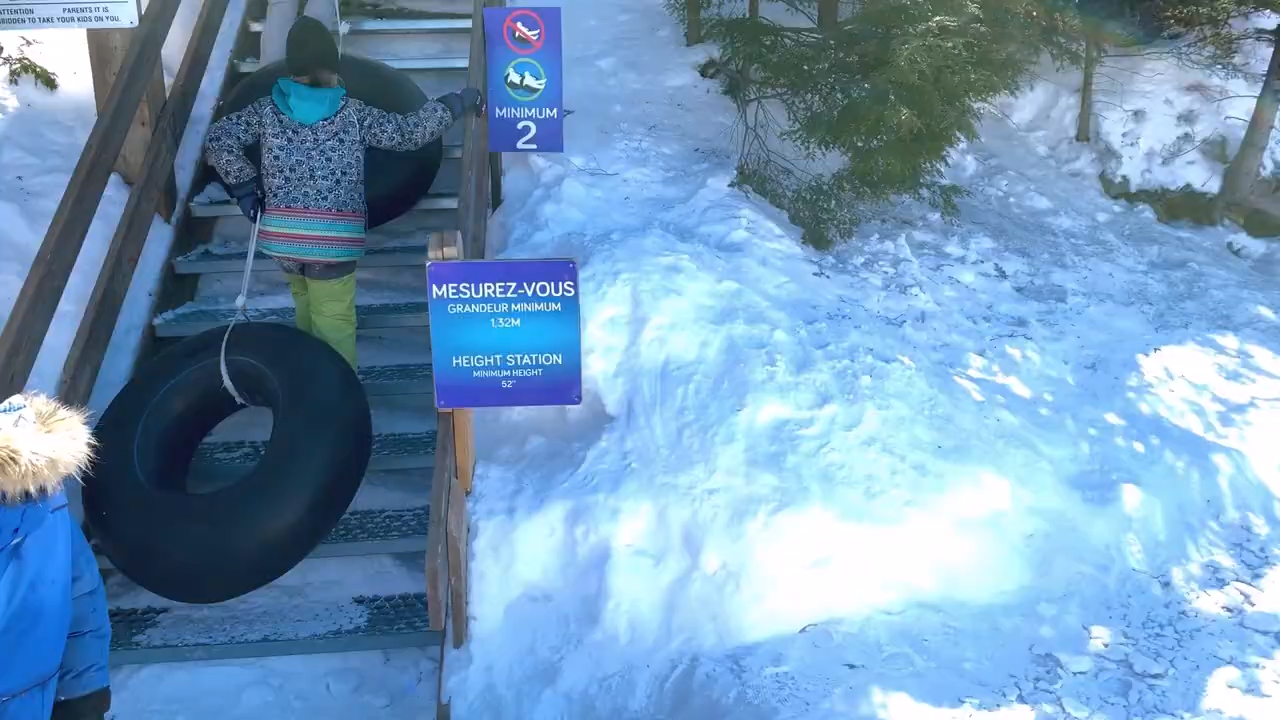 ATTENTION PARENTS IT IS
BIDDEN TO TAKE YOUR KIDS ON YOU.
MINIMUM
2
MESUREZ-VOUS
GRANDEUR MINIMUM
1,32M
HEIGHT STATION
MINIMUM HEIGHT
52"